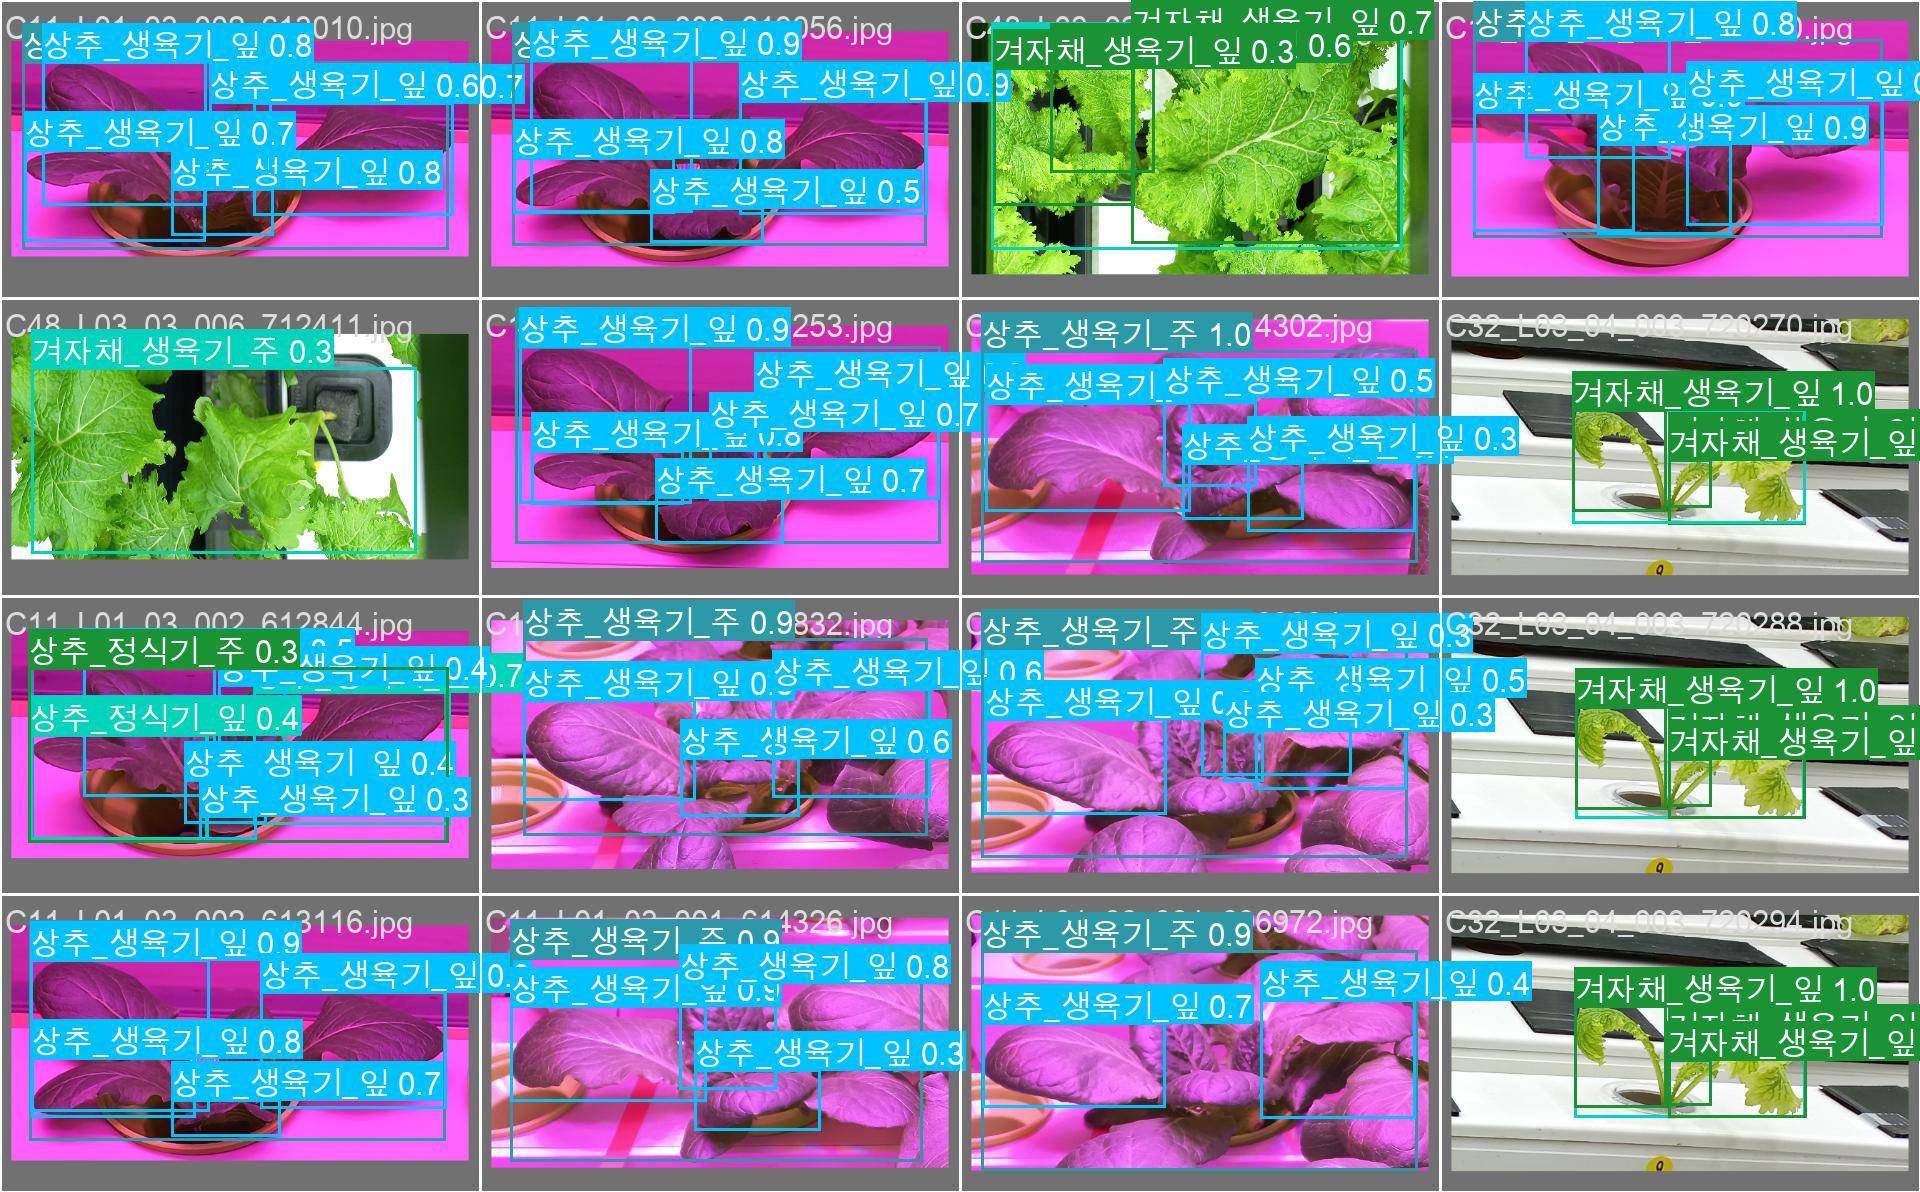 상추_생육기_잎 0.8
010.jpg
상추_생육기_잎 0.6
0.7
상추_생육기_잎 0.7
상추_생육기_잎 0.8
상추_생육기_잎 0.9
056.jpg
상추_생육기_잎 0.9
상추_생육기_잎 0.8
상추_생육기_잎 0.5
겨자채_생육기_잎 0.7
겨자채_생육기_잎 0.3
0.6
상추_생육기_잎 0.8
.jpg
상추_생육기_잎
상추_생육기_잎 0.9
C48_L03_03_006_712411.jpg
겨자채_생육기_주 0.3
상추_생육기_잎 0.9
253.jpg
상추_생육기_잎
상추_생육기_잎 0.7
상추_생육기_잎 0.8
상추_생육기_잎 0.7
4302.jpg
상추_생육기_주 1.0
상추_생육기_
상추_생육기_잎 0.5
상추_
상추_생육기_잎 0.3
C32_L03_04_003_720270.jpg
겨자채_생육기_잎 1.0
겨자채_생육기_잎
9
C11_L01_03_002_612844.jpg
상추_정식기_주 0.3
생육기_잎 0.4
0.7
상추_정식기_잎 0.4
상추_생육기_잎 0.4
상추_생육기_잎 0.3
상추_생육기_주 0.9
832.jpg
상추_생육기_잎
상추_생육기_잎 0.6
상추_생육기_잎 0.6
상추_생육기_주
상추_생육기_잎 0.3
상추_생육기_잎 0.5
상추_생육기_잎
상추_생육기_잎 0.3
C32_L03_04_003_720288.jpg
겨자채_생육기_잎 1.0
겨자채_생육기_잎
9
C11_L01_03_002_613116.jpg
상추_생육기_잎 0.9
상추_생육기_잎
상추_생육기_잎 0.8
상추_생육기_잎 0.7
C11_L01_03_001_614326.jpg
상추_생육기_주 0.9
상추_생육기_잎 0.8
상추_생육기_잎 0.9
상추_생육기_잎 0.3
6972.jpg
상추_생육기_주 0.9
상추_생육기_잎 0.4
상추_생육기_잎 0.7
C32_L03_04_003_720294.jpg
겨자채_생육기_잎 1.0
겨자채_생육기_잎
9